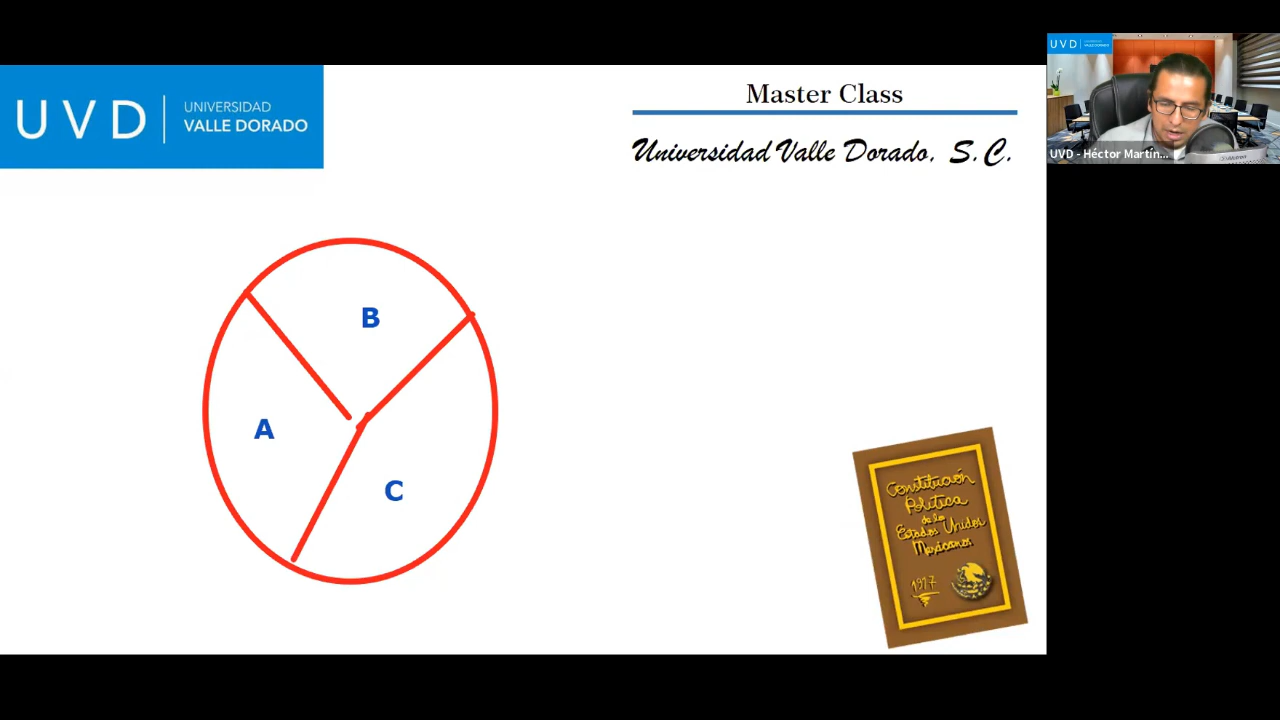 UVD
UNIVERSIDAD
VALLE DORADO
Master Class
Universidad Valle Dorado, S.C.
B
A
C
Constitución
Política
de los
Estados Unidos
Mexicanos
1917
UVD
UVD - Héctor Martín...